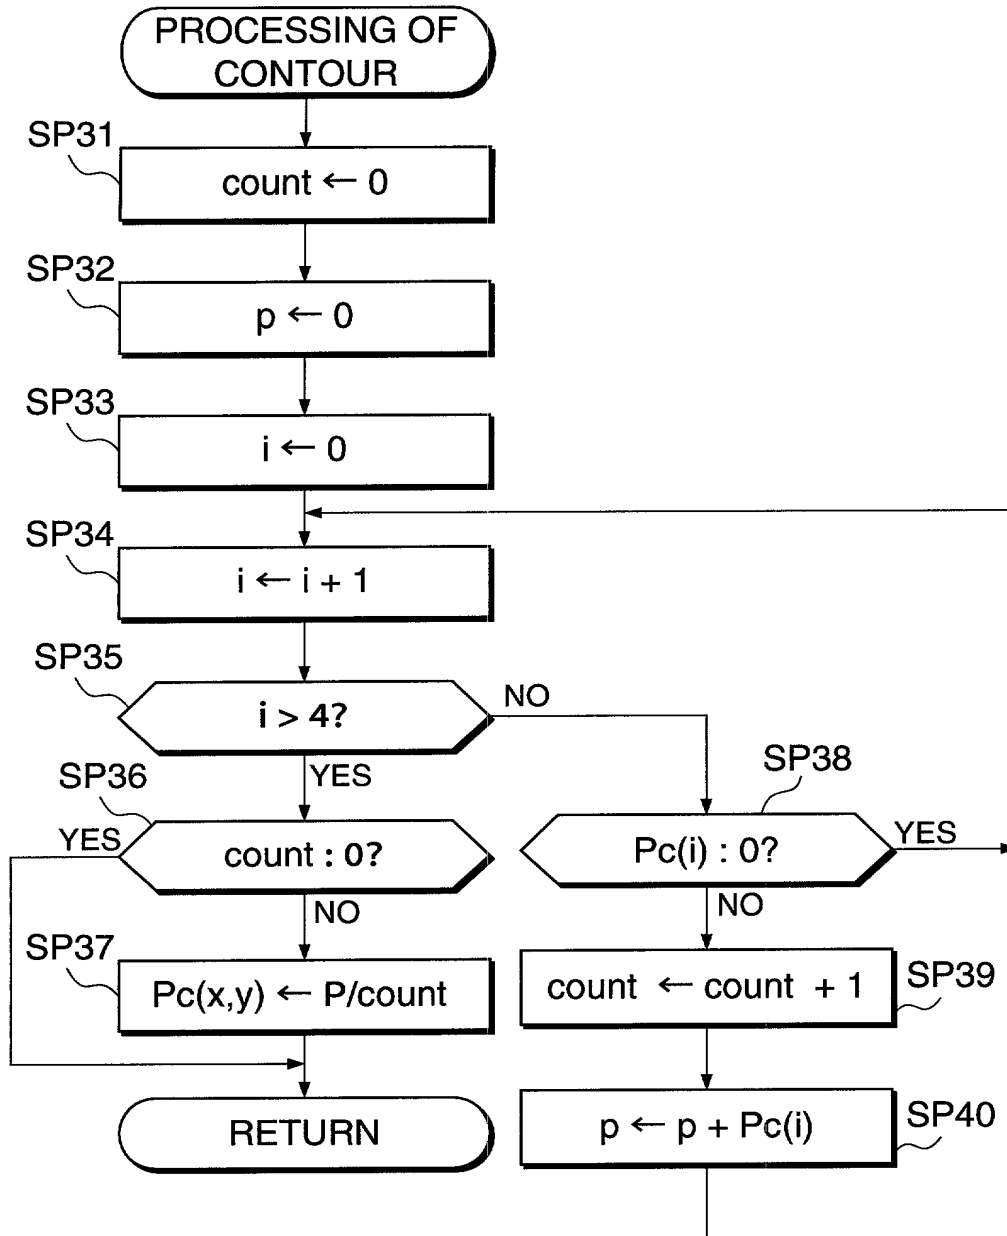 PROCESSING OF
CONTOUR
SP31
count ← 0
SP32
p ← 0
SP33
i ← 0
SP34
i ← i + 1
SP35
i > 4?
NO
YES
SP36
YES
count : 0?
NO
SP37
Pc(x,y) ← P/count
RETURN
SP38
Pc(i) : 0?
YES
NO
SP39
count ← count + 1
SP40
p ← p + Pc(i)